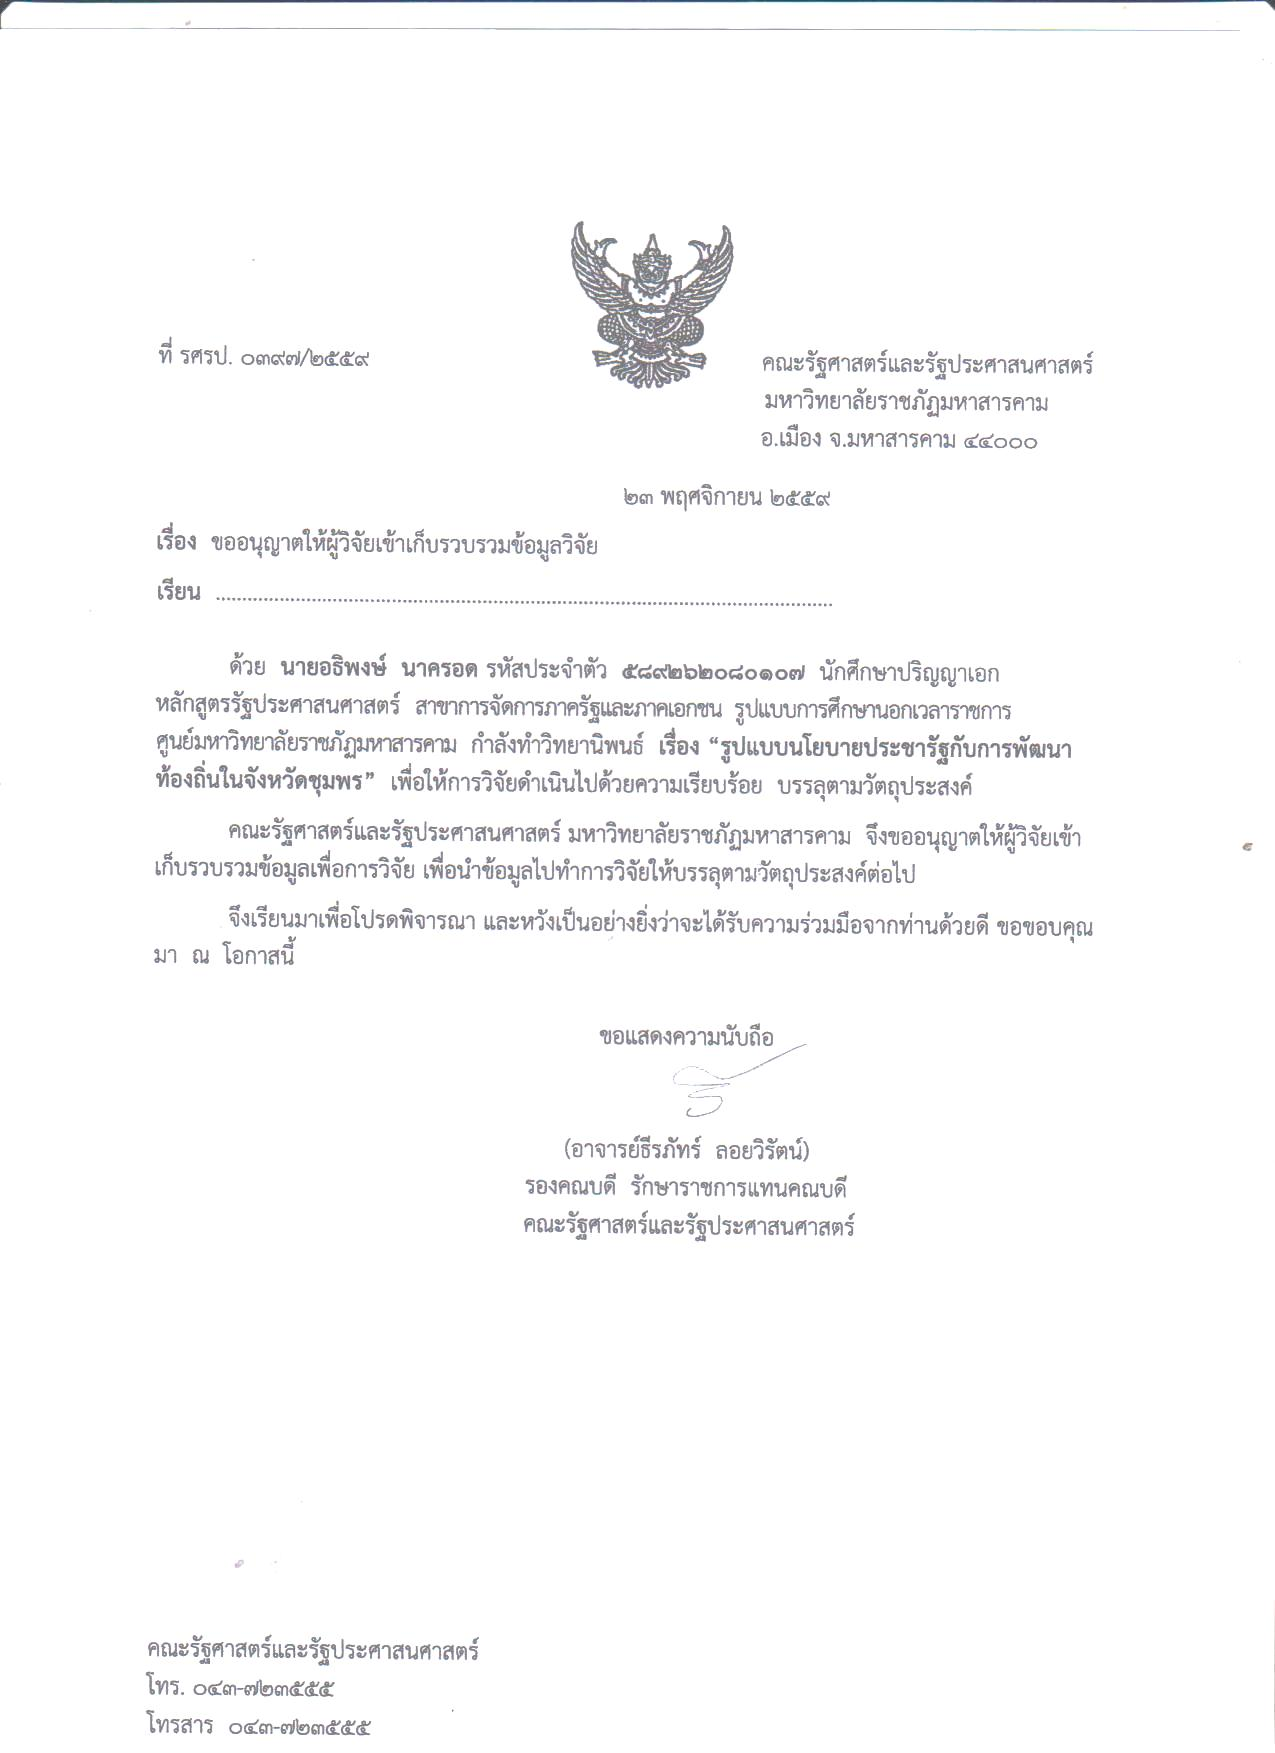 ที่ รศรป. ๐๓๙๗/๒๕๕๙
คณะรัฐศาสตร์และรัฐประศาสนศาสตร์
มหาวิทยาลัยราชภัฏมหาสารคาม
อ.เมือง จ.มหาสารคาม ๔๔๐๐๐
๒๓ พฤศจิกายน ๒๕๕๙
เรื่อง ขออนุญาตให้ผู้วิจัยเข้าเก็บรวบรวมข้อมูลวิจัย
เรียน ........................................................................................................................
ด้วย นายอธิพงษ์ นาครอด รหัสประจำตัว ๕๘๙๒๖๒๐๘๐๑๐๗ นักศึกษาปริญญาเอก
หลักสูตรรัฐประศาสนศาสตร์ สาขาการจัดการภาครัฐและภาคเอกชน รูปแบบการศึกษานอกเวลาราชการ
ศูนย์มหาวิทยาลัยราชภัฏมหาสารคาม กำลังทำวิทยานิพนธ์ เรื่อง “รูปแบบนโยบายประชารัฐกับการพัฒนา
ท้องถิ่นในจังหวัดชุมพร” เพื่อให้การวิจัยดำเนินไปด้วยความเรียบร้อย บรรลุตามวัตถุประสงค์
คณะรัฐศาสตร์และรัฐประศาสนศาสตร์ มหาวิทยาลัยราชภัฏมหาสารคาม จึงขออนุญาตให้ผู้วิจัยเข้า
เก็บรวบรวมข้อมูลเพื่อการวิจัย เพื่อนำข้อมูลไปทำการวิจัยให้บรรลุตามวัตถุประสงค์ต่อไป
จึงเรียนมาเพื่อโปรดพิจารณา และหวังเป็นอย่างยิ่งว่าจะได้รับความร่วมมือจากท่านด้วยดี ขอขอบคุณ
มา ณ โอกาสนี้
ขอแสดงความนับถือ
(อาจารย์ธีรภัทร์ ลอยวิรัตน์)
รองคณบดี รักษาราชการแทนคณบดี
คณะรัฐศาสตร์และรัฐประศาสนศาสตร์
คณะรัฐศาสตร์และรัฐประศาสนศาสตร์
โทร. ๐๔๓-๗๒๓๕๕๕
โทรสาร ๐๔๓-๗๒๓๕๕๕